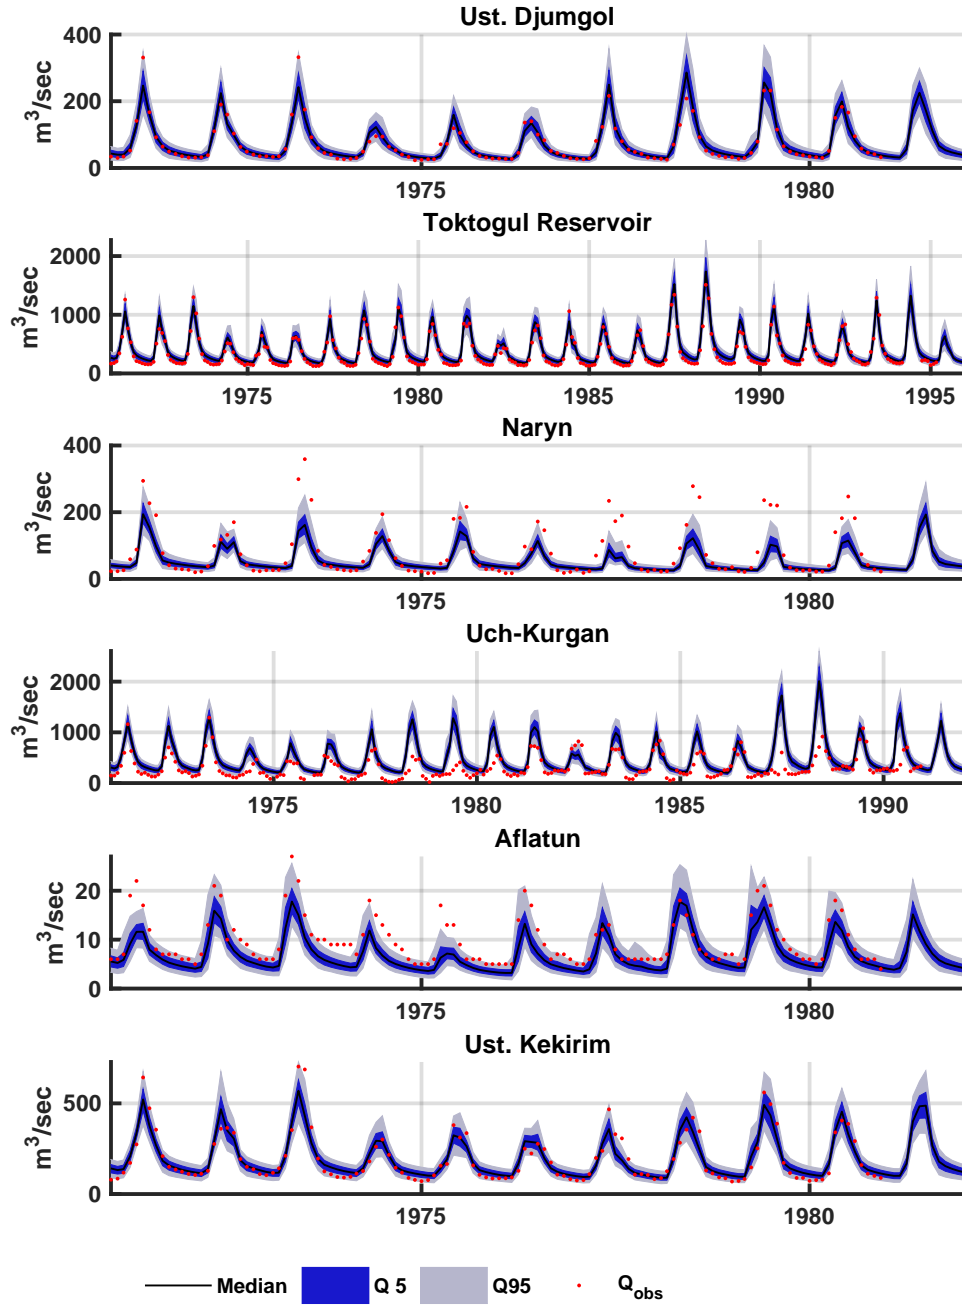 Ust. Djumgol
400
200
0
m³/sec
1975
1980
Toktogul Reservoir
2000
1000
0
m³/sec
1975
1980
1985
1990
1995
Naryn
400
200
0
m³/sec
1975
1980
Uch-Kurgan
2000
1000
0
m³/sec
1975
1980
1985
1990
Aflatun
20
10
0
m³/sec
1975
1980
Ust. Kekirim
500
0
m³/sec
1975
1980
Median
Q 5
Q95
Q_obs